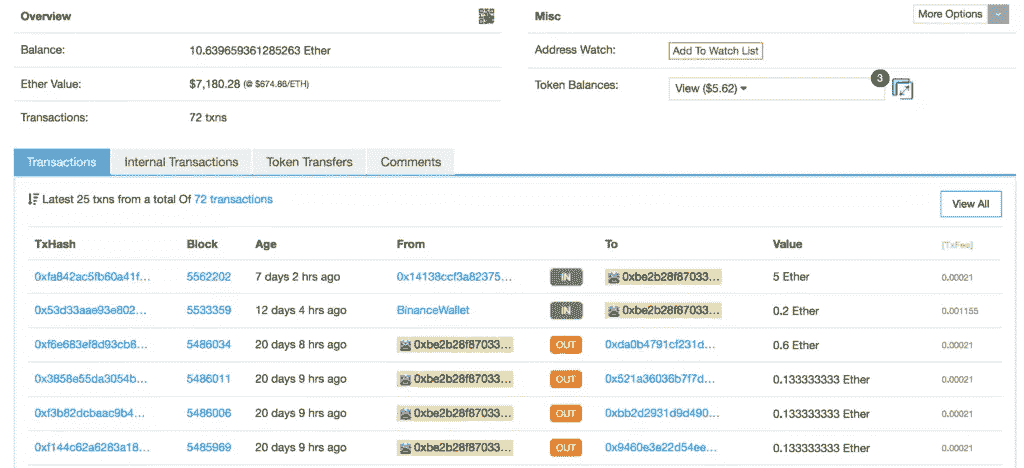 Overview
Balance: 10.639659361285263 Ether
Ether Value: $7,180.28 (@ $674.86/ETH)
Transactions: 72 txns
Misc
More Options
Address Watch: Add To Watch List
Token Balances: View ($5.62) 3
Transactions Internal Transactions Token Transfers Comments
Latest 25 txns from a total Of 72 transactions
View All
TxHash Block Age From To Value [TxFee]
0xfa842ac5fb60a41f... 5562202 7 days 2 hrs ago 0x14138ccf3a82375... IN 0xbe2b28f87033... 5 Ether 0.00021
0x53d33aae93e802... 5533359 12 days 4 hrs ago BinanceWallet IN 0xbe2b28f87033... 0.2 Ether 0.001155
0xf6e683ef8d93cb8... 5486034 20 days 8 hrs ago 0xbe2b28f87033... OUT 0xda0b4791cf231d... 0.6 Ether 0.00021
0x3858e55da3054b... 5486011 20 days 9 hrs ago 0xbe2b28f87033... OUT 0x521a36036b7f7d... 0.133333333 Ether 0.00021
0xf3b82dcbaac9b4... 5486006 20 days 9 hrs ago 0xbe2b28f87033... OUT 0xbb2d2931d9d490... 0.133333333 Ether 0.00021
0xf144c62a6263a18... 5485969 20 days 9 hrs ago 0xbe2b28f87033... OUT 0x9460e3e22d54ee... 0.133333333 Ether 0.00021